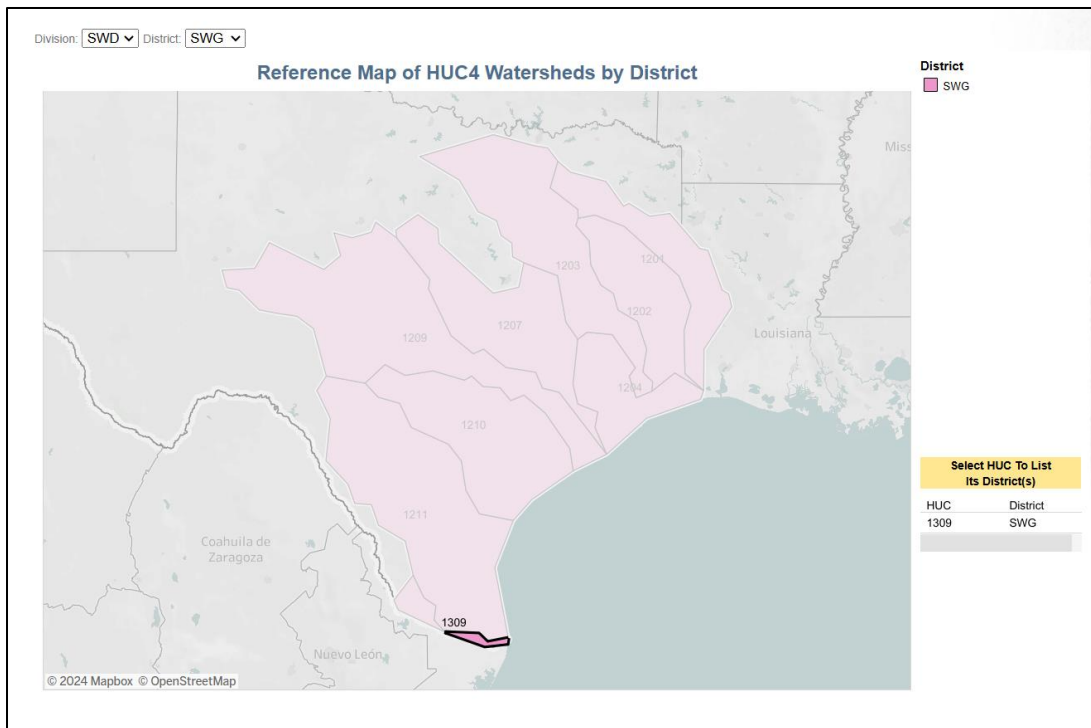 Division: SWD District: SWG
Reference Map of HUC4 Watersheds by District
District
SWG
Miss
1203
1201
1202
1207
1209
Louisiana
1204
1210
1211
Coahuila de
Zaragoza
1309
Nuevo León
© 2024 Mapbox © OpenStreetMap
Select HUC To List
Its District(s)
HUC District
1309 SWG